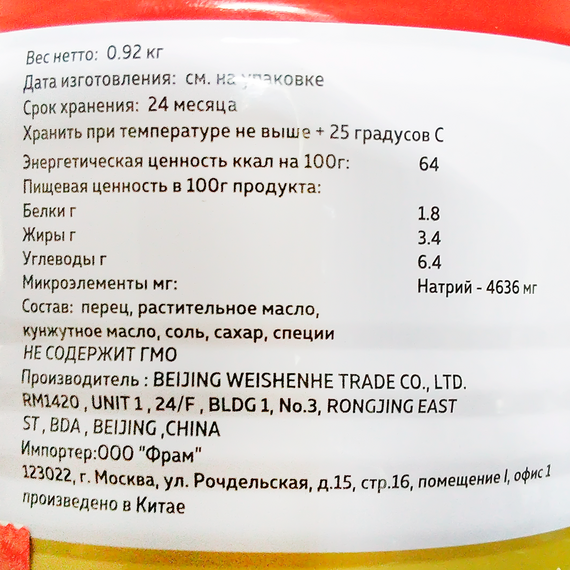 Вес нетто: 0.92 кг
Дата изготовления: см. на упаковке
Срок хранения: 24 месяца
Хранить при температуре не выше + 25 градусов С
Энергетическая ценность ккал на 100г: 64
Пищевая ценность в 100г продукта:
Белки г 1.8
Жиры г 3.4
Углеводы г 6.4
Микроэлементы мг: Натрий - 4636 мг
Состав: перец, растительное масло,
кунжутное масло, соль, сахар, специи
НЕ СОДЕРЖИТ ГМО
Производитель : BEIJING WEISHENHE TRADE CO., LTD.
RM1420 , UNIT 1 , 24/F , BLDG 1, No.3, RONGJING EAST
ST , BDA , BEIJING ,CHINA
Импортер:ООО "Фрам"
123022, г. Москва, ул. Рочдельская, д.15, стр.16, помещение I, офис 1
произведено в Китае